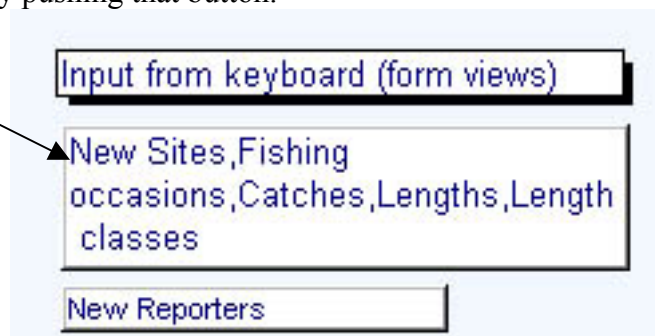 y pushing that button.
Input from keyboard (form views)
New Sites,Fishing
occasions,Catches,Lengths,Length
classes
New Reporters